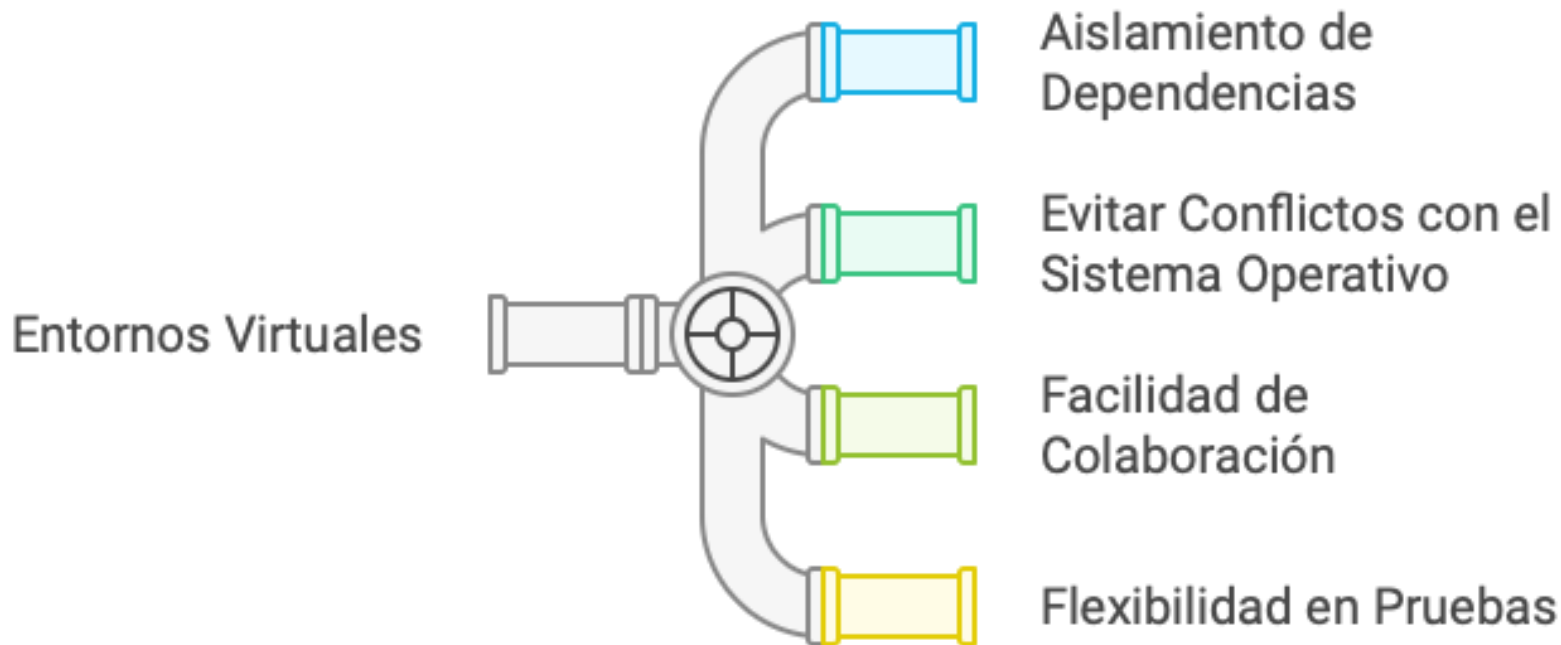 Entornos Virtuales
Aislamiento de
Dependencias
Evitar Conflictos con el
Sistema Operativo
Facilidad de
Colaboración
Flexibilidad en Pruebas